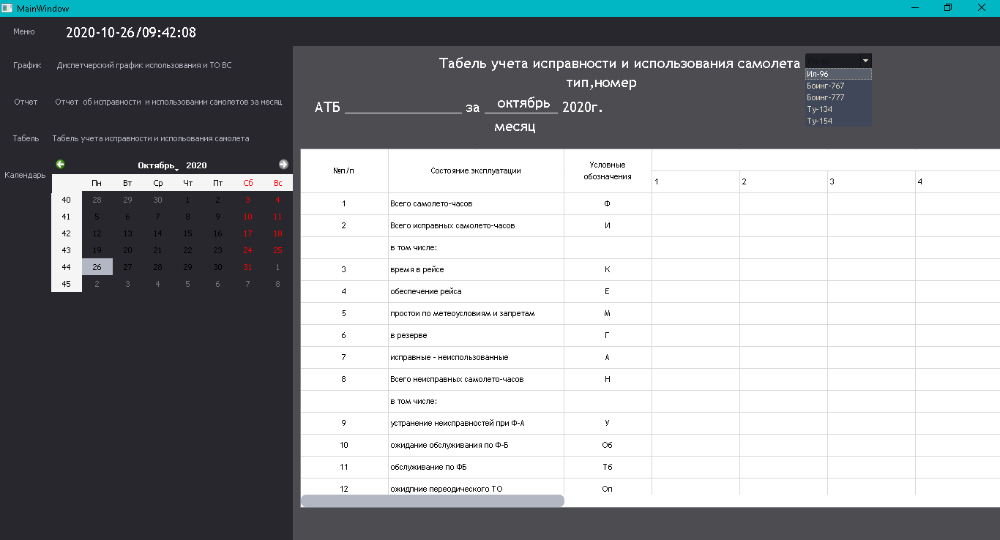 MainWindow
Меню
2020-10-26/09:42:08
График
Диспетчерский график использования и ТО ВС
Отчет
Отчет об исправности и использовании самолетов за месяц
Табель
Табель учета исправности и испольования самолета
Календарь
Октябрь 2020
Пн Вт Ср Чт Пт Сб Вс
40 28 29 30 1 2 3 4
41 5 6 7 8 9 10 11
42 12 13 14 15 16 17 18
43 19 20 21 22 23 24 25
44 26 27 28 29 30 31 1
45 2 3 4 5 6 7 8
Табель учета исправности и использования самолета
Ил-96
тип,номер
АТБ ________________ за октябрь 2020г.
месяц
Ил-96
Боинг-767
Боинг-777
Ту-134
Ту-154
№п/п Состояние эксплуатации Условные
обозначения
1 2 3 4
1 Всего самолето-часов Ф
2 Всего исправных самолето-часов И
в том числе:
3 время в рейсе К
4 обеспечение рейса Е
5 простои по метеоусловиям и запретам М
6 в резерве Г
7 исправные - неиспользованные А
8 Всего неисправных самолето-часов Н
в том числе:
9 устранение неисправностей при Ф-А У
10 ожидание обслуживания по Ф-Б Об
11 обслуживание по ФБ Тб
12 ожидпние переодического ТО Оп